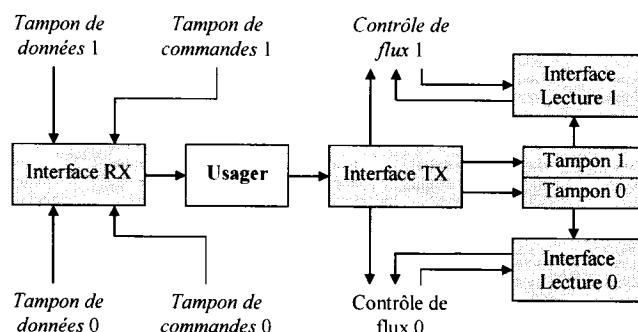 Tampon de
données 1
Tampon de
commandes 1
Contrôle de
flux 1
Interface
Lecture 1
Interface RX
Usager
Interface TX
Tampon 1
Tampon 0
Interface
Lecture 0
Tampon de
données 0
Tampon de
commandes 0
Contrôle de
flux 0